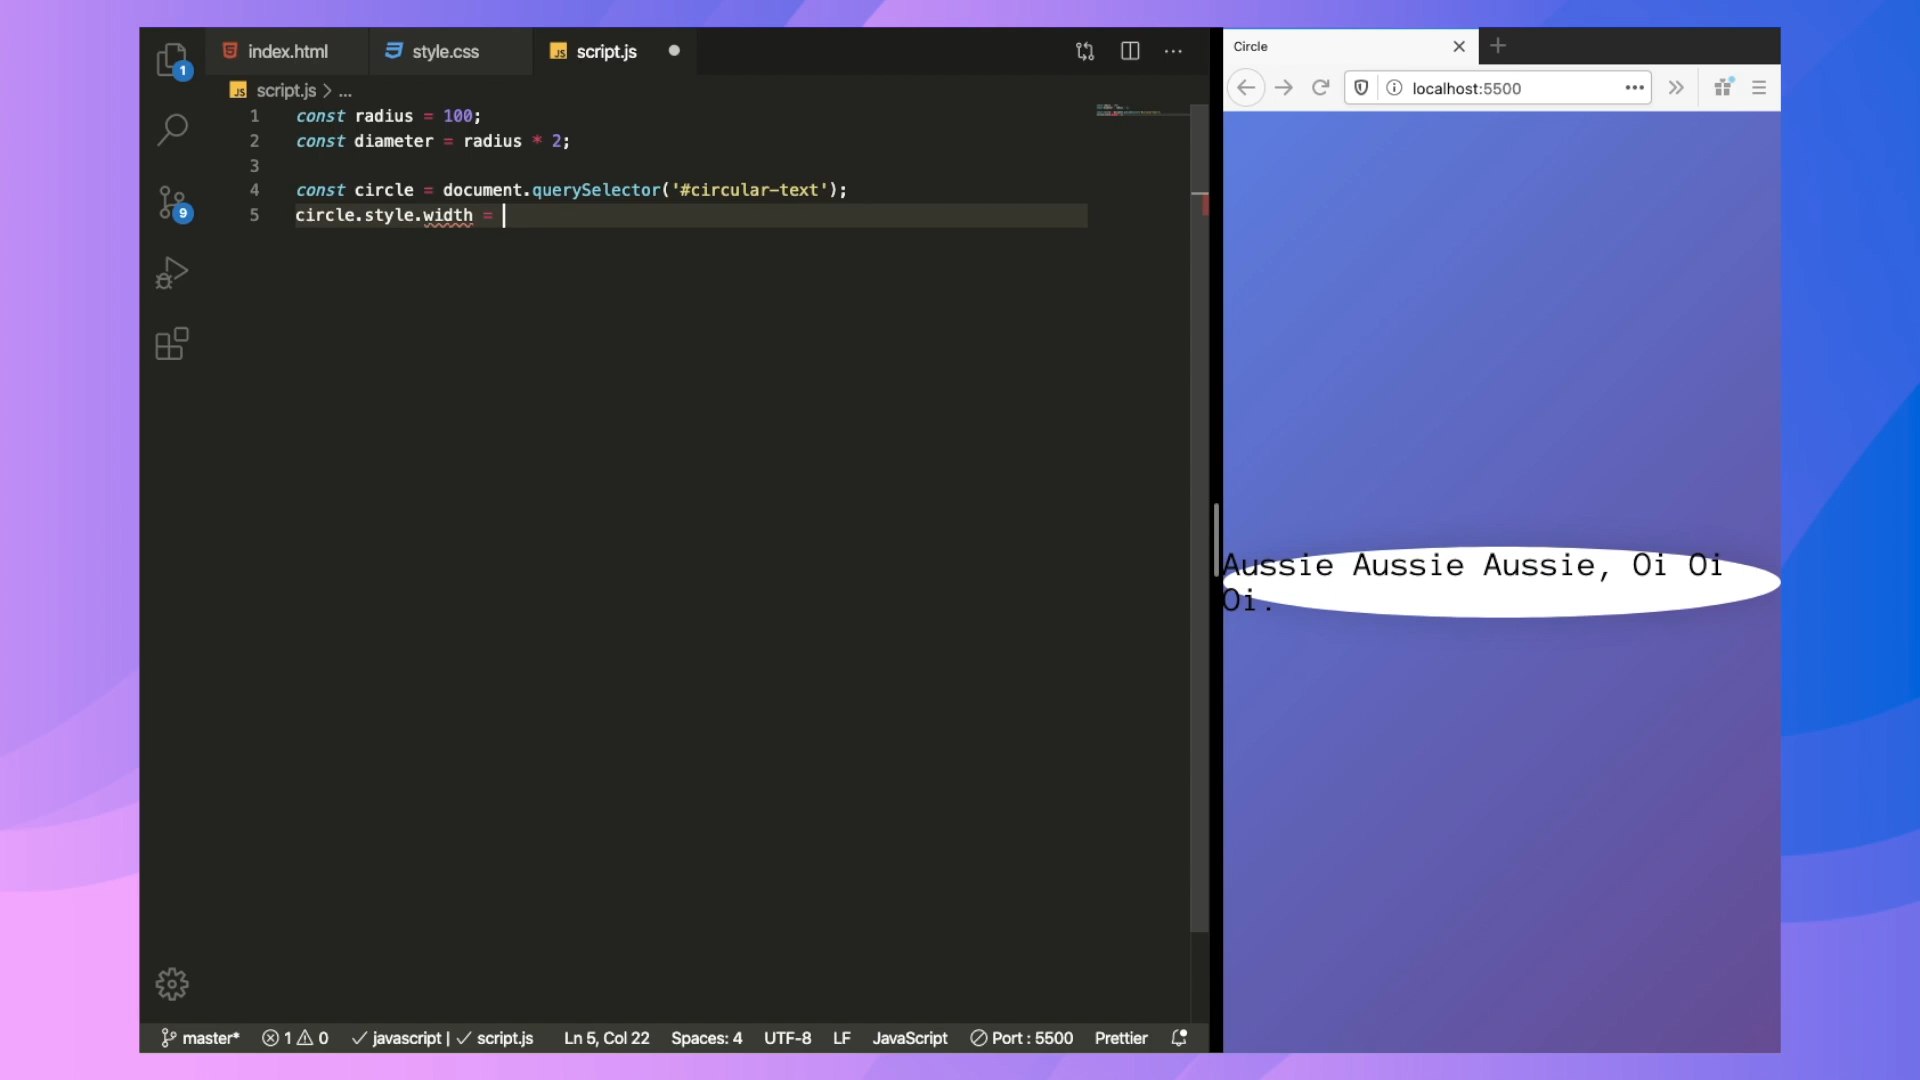 index.html
style.css
script.js
script.js > ...
1 const radius = 100;
2 const diameter = radius * 2;
3
4 const circle = document.querySelector('#circular-text');
5 circle.style.width =
1
9
master*
1 0
javascript | script.js
Ln 5, Col 22
Spaces: 4
UTF-8
LF
JavaScript
Port : 5500
Prettier
Circle
localhost:5500
Aussie Aussie Aussie, Oi Oi
Oi.